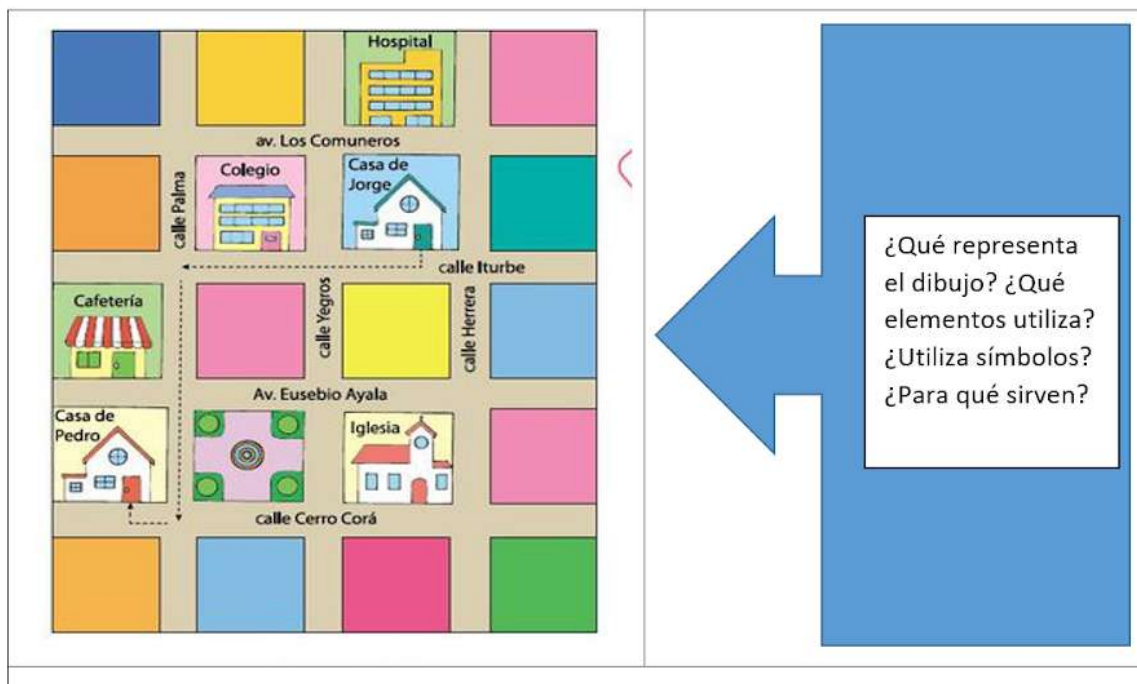 Hospital
av. Los Comuneros
calle Palma
Colegio
Casa de
Jorge
calle Iturbe
Cafetería
calle Yegros
calle Herrera
Av. Eusebio Ayala
Casa de
Pedro
Iglesia
calle Cerro Corá
¿Qué representa
el dibujo? ¿Qué
elementos utiliza?
¿Utiliza símbolos?
¿Para qué sirven?